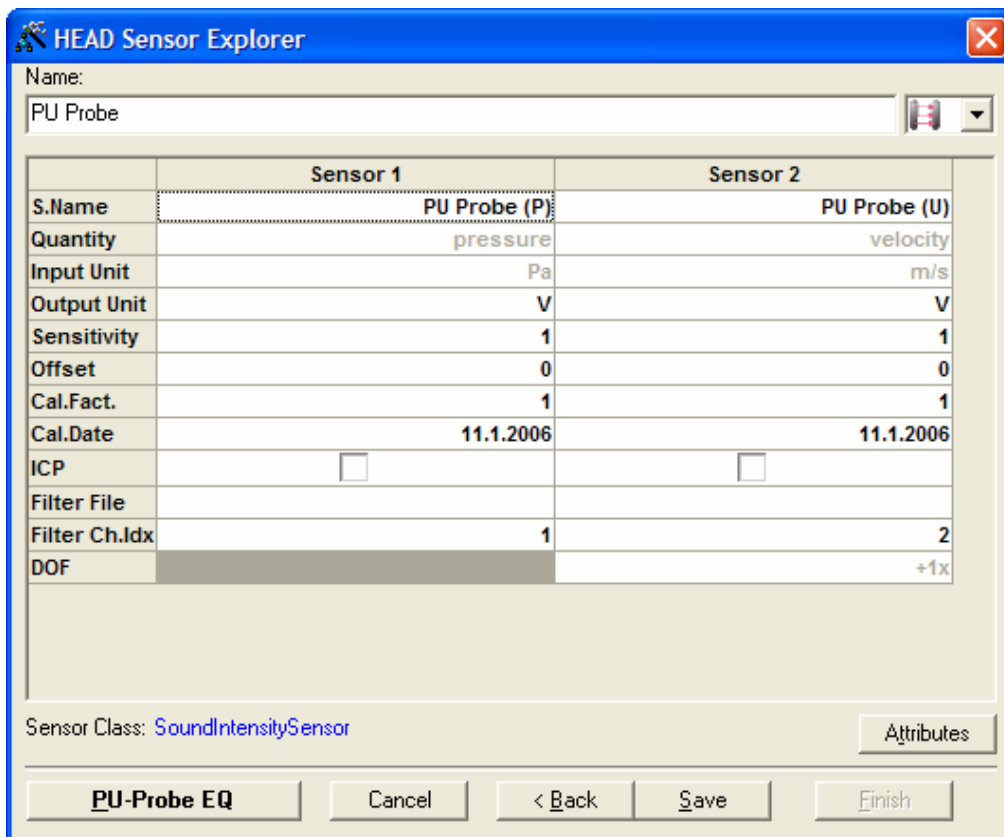 HEAD Sensor Explorer
Name:
PU Probe
Sensor 1 Sensor 2
S.Name PU Probe (P) PU Probe (U)
Quantity pressure velocity
Input Unit Pa m/s
Output Unit V V
Sensitivity 1 1
Offset 0 0
Cal.Fact. 1 1
Cal.Date 11.1.2006 11.1.2006
ICP
Filter File
Filter Ch.Idx 1 2
DOF +1x
Sensor Class: SoundIntensitySensor
Attributes
PU-Probe EQ Cancel < Back Save Finish